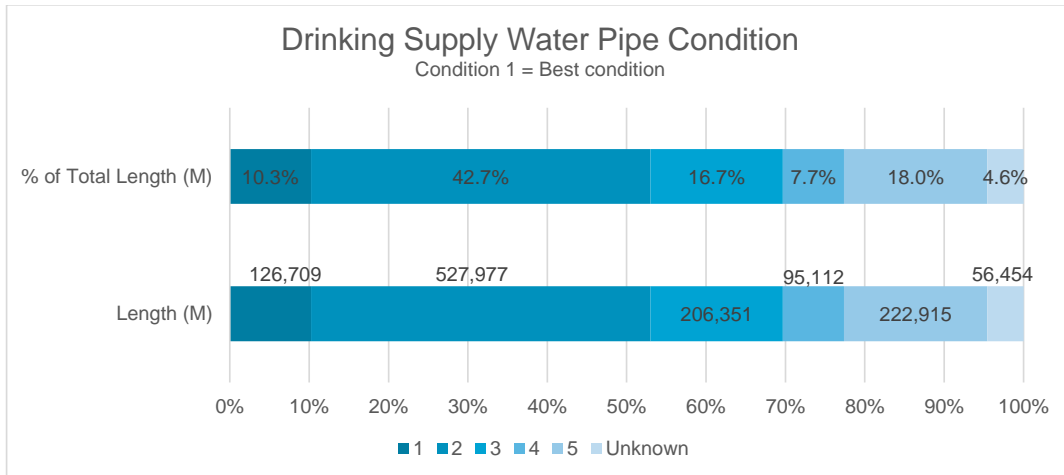 Drinking Supply Water Pipe Condition
Condition 1 = Best condition
% of Total Length (M)
10.3% 42.7% 16.7% 7.7% 18.0% 4.6%
126,709 527,977 95,112 56,454
Length (M)
206,351 222,915
0% 10% 20% 30% 40% 50% 60% 70% 80% 90% 100%
1 2 3 4 5 Unknown